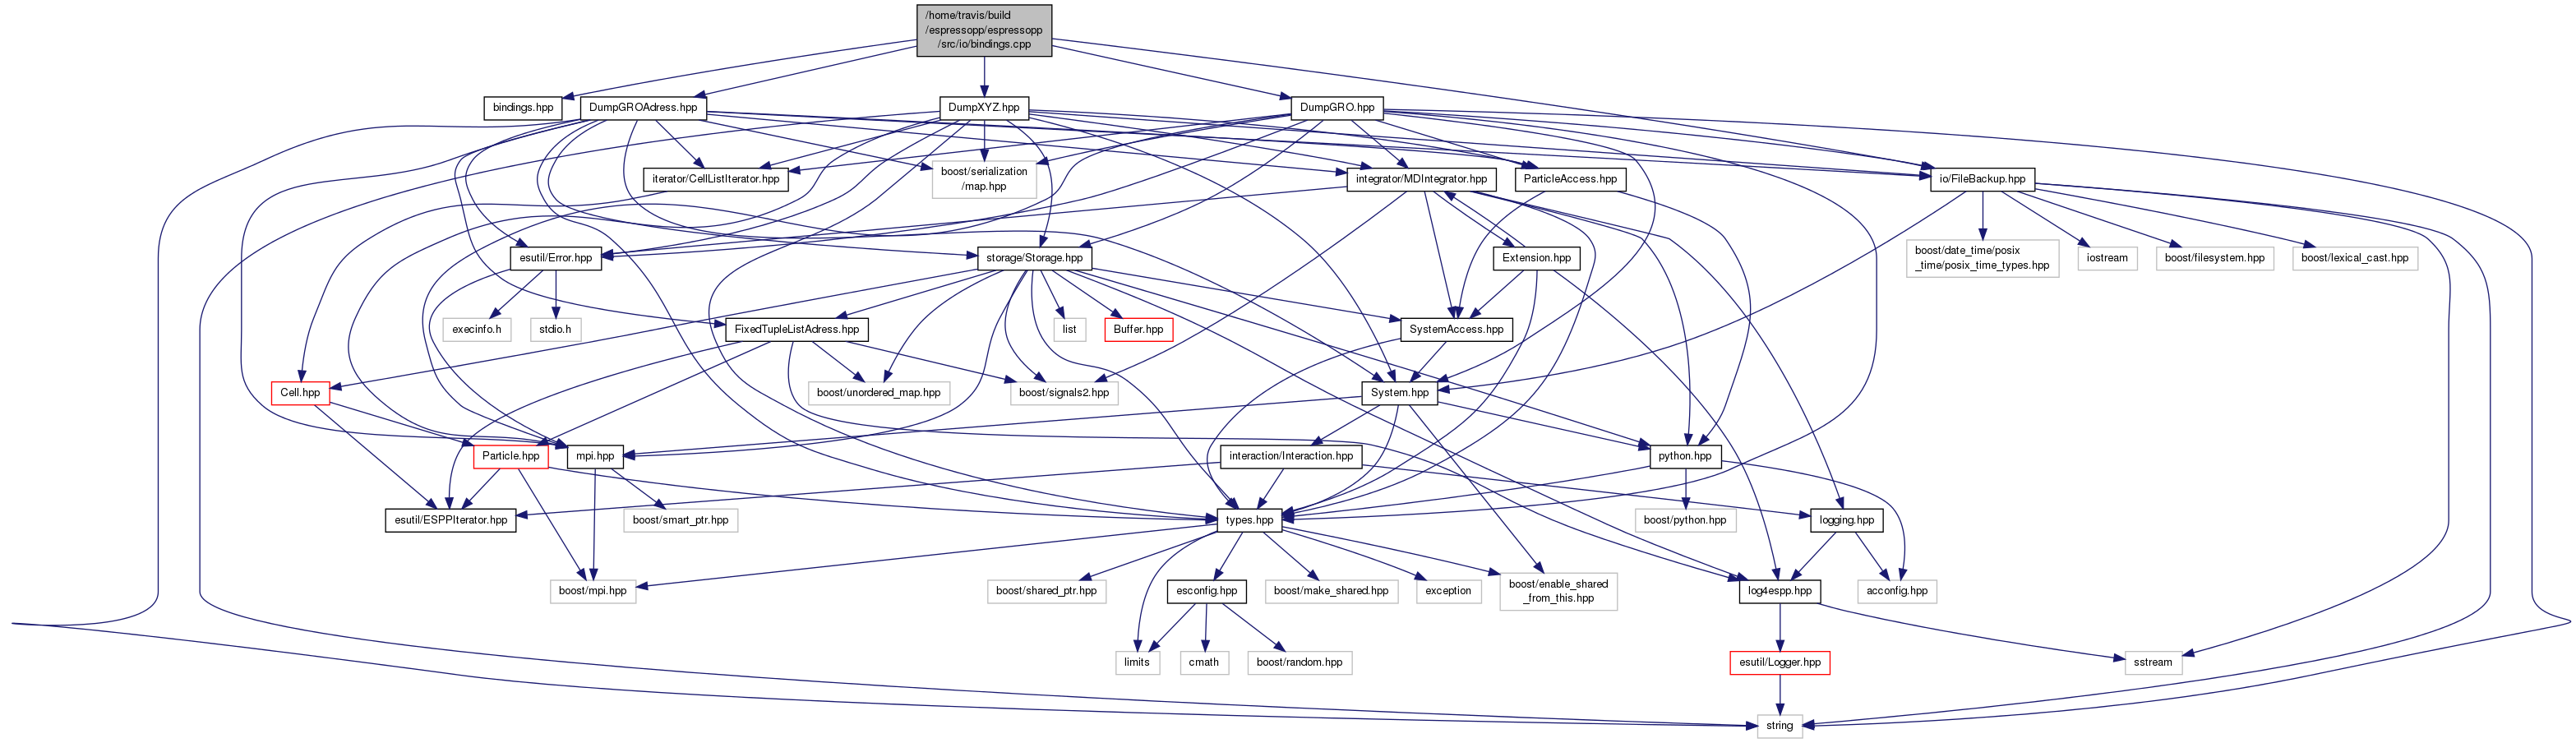 /home/travis/build
/espressopp/espressopp
/src/io/bindings.cpp
bindings.hpp
DumpGROAdress.hpp
DumpXYZ.hpp
DumpGRO.hpp
iterator/CellListIterator.hpp
boost/serialization
/map.hpp
integrator/MDIntegrator.hpp
ParticleAccess.hpp
io/FileBackup.hpp
esutil/Error.hpp
storage/Storage.hpp
Extension.hpp
boost/date_time/posix
_time/posix_time_types.hpp
iostream
boost/filesystem.hpp
boost/lexical_cast.hpp
execinfo.h
stdio.h
FixedTupleListAdress.hpp
list
Buffer.hpp
SystemAccess.hpp
Cell.hpp
boost/unordered_map.hpp
boost/signals2.hpp
System.hpp
Particle.hpp
mpi.hpp
interaction/Interaction.hpp
python.hpp
esutil/ESPPIterator.hpp
boost/smart_ptr.hpp
types.hpp
boost/python.hpp
logging.hpp
boost/mpi.hpp
boost/shared_ptr.hpp
esconfig.hpp
boost/make_shared.hpp
exception
boost/enable_shared
_from_this.hpp
log4espp.hpp
acconfig.hpp
limits
cmath
boost/random.hpp
esutil/Logger.hpp
sstream
string